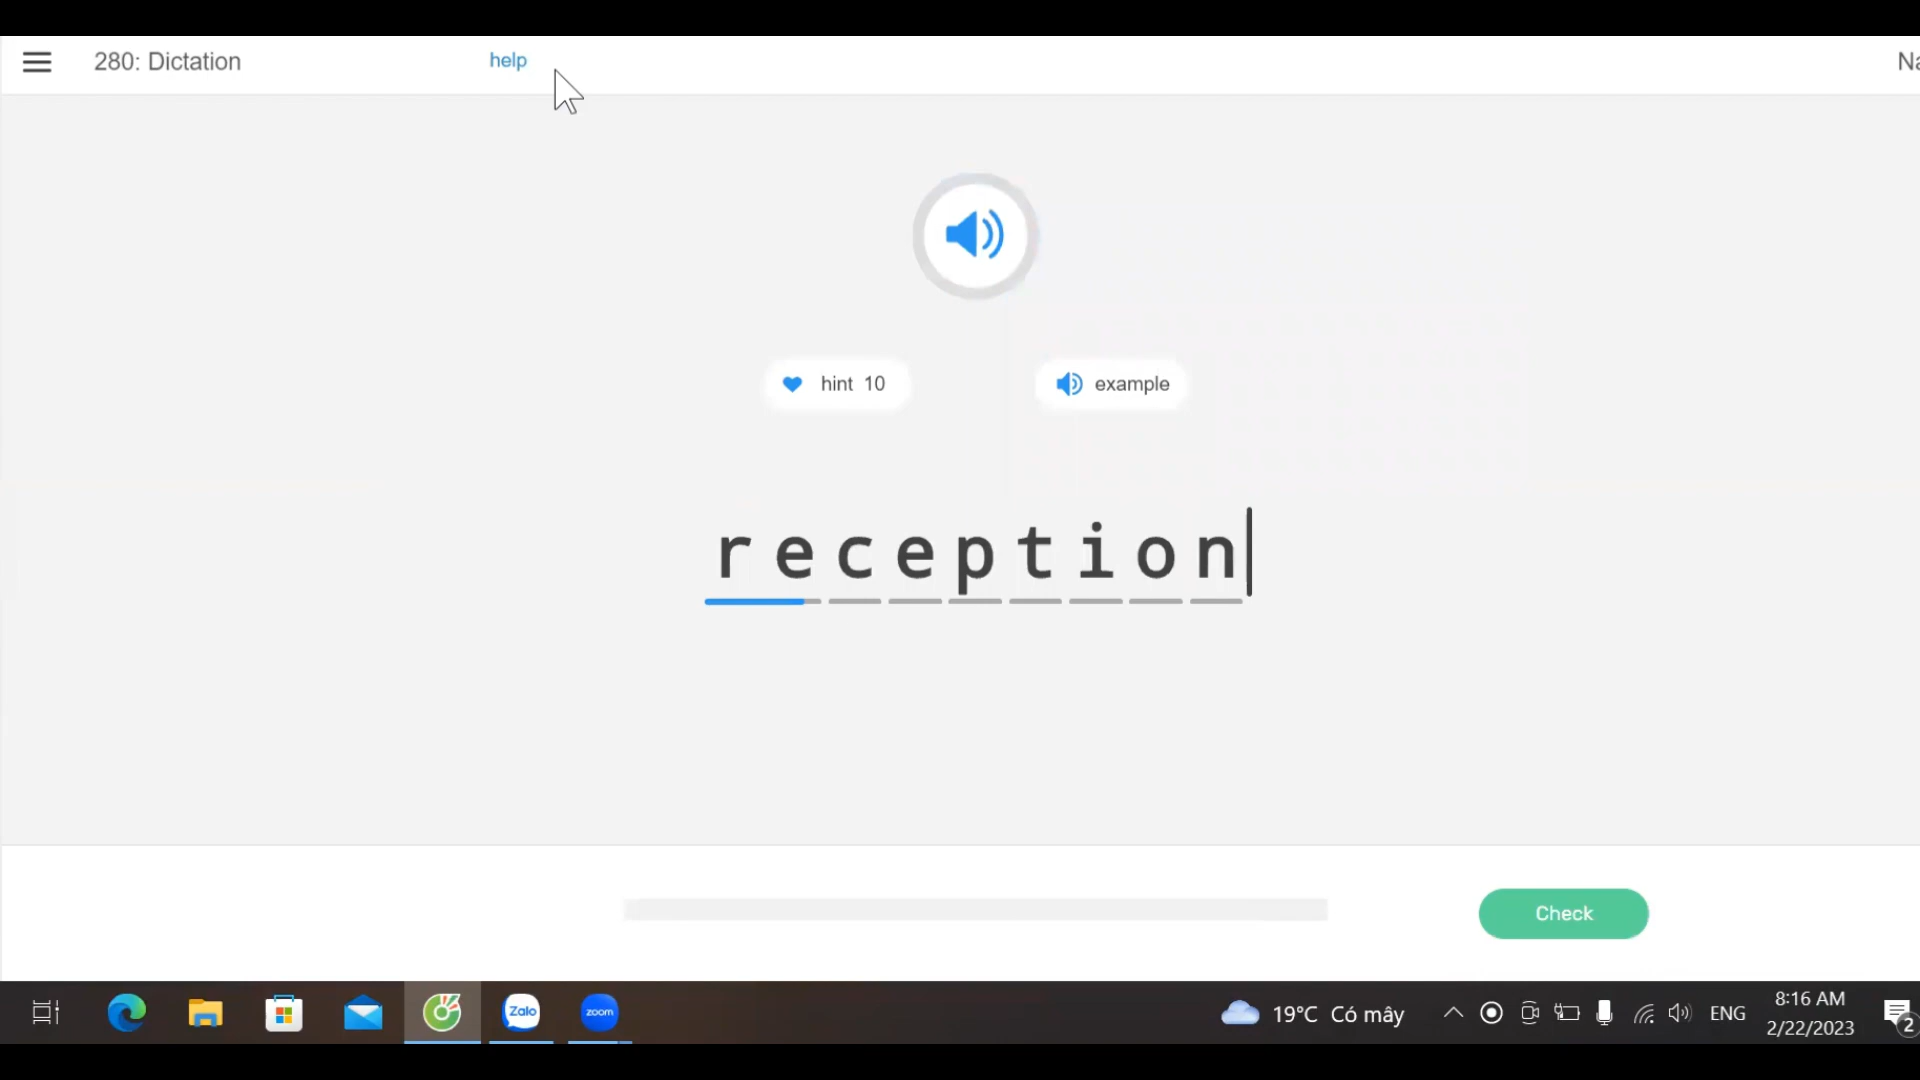 280: Dictation
help
Na
hint 10
example
reception
Check
Zalo
zoom
19°C Có mây
ENG
8:16 AM
2/22/2023
2